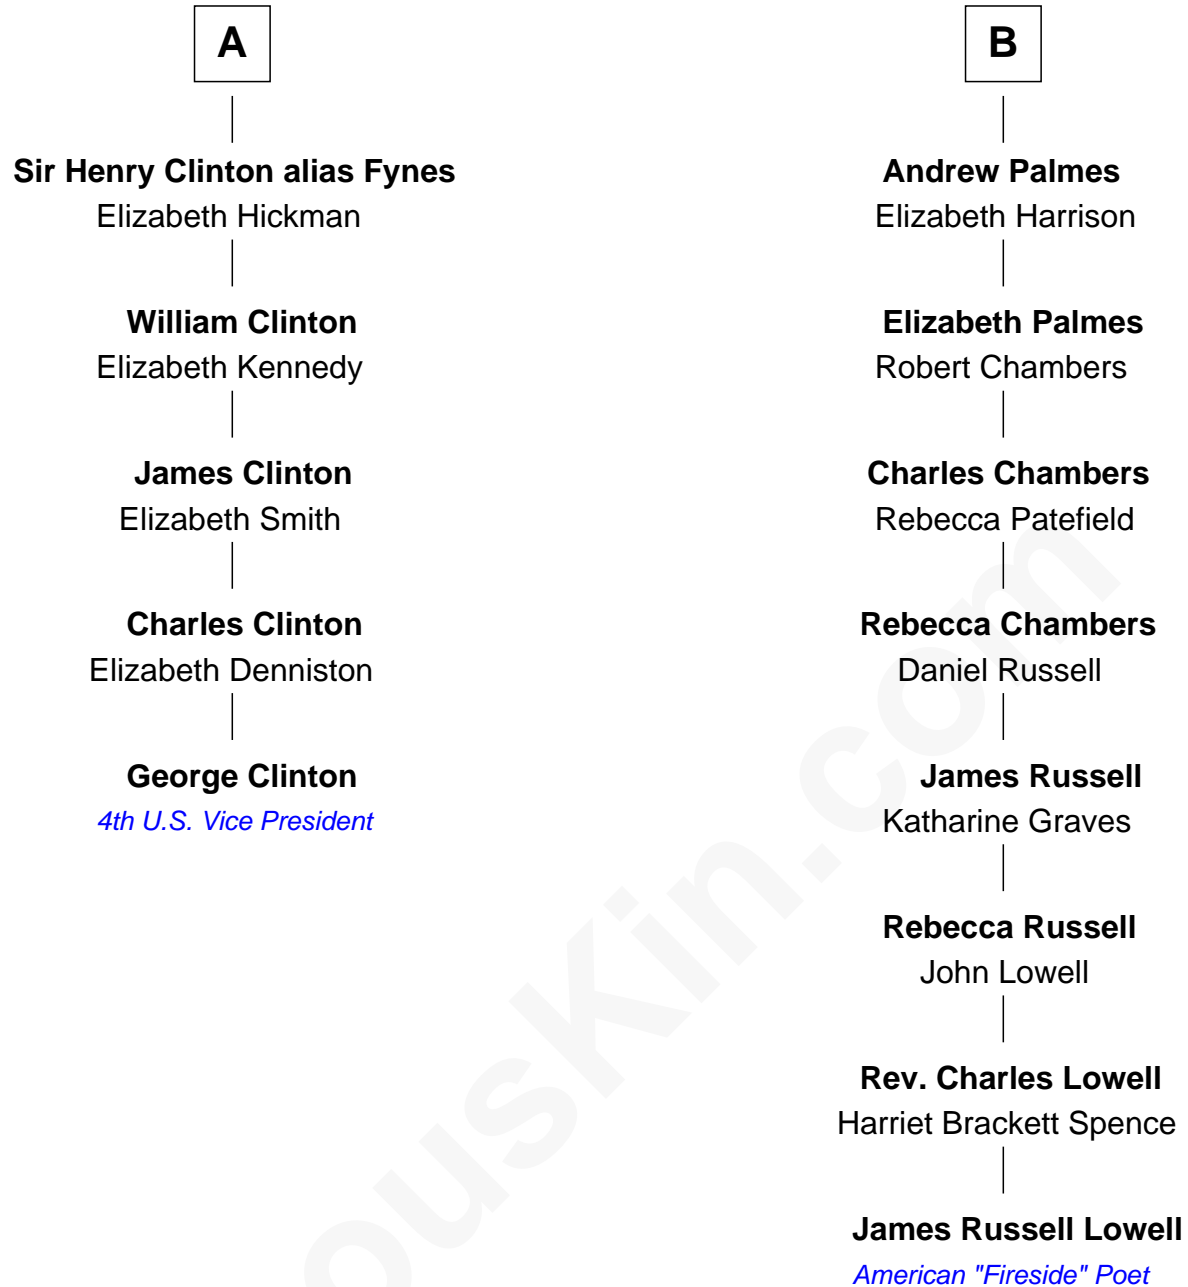 A
Sir Henry Clinton alias Fynes
Elizabeth Hickman
William Clinton
Elizabeth Kennedy
James Clinton
Elizabeth Smith
Charles Clinton
Elizabeth Denniston
George Clinton
4th U.S. Vice President
B
Andrew Palmes
Elizabeth Harrison
Elizabeth Palmes
Robert Chambers
Charles Chambers
Rebecca Patefield
Rebecca Chambers
Daniel Russell
James Russell
Katharine Graves
Rebecca Russell
John Lowell
Rev. Charles Lowell
Harriet Brackett Spence
James Russell Lowell
American "Fireside" Poet
ousKin.com